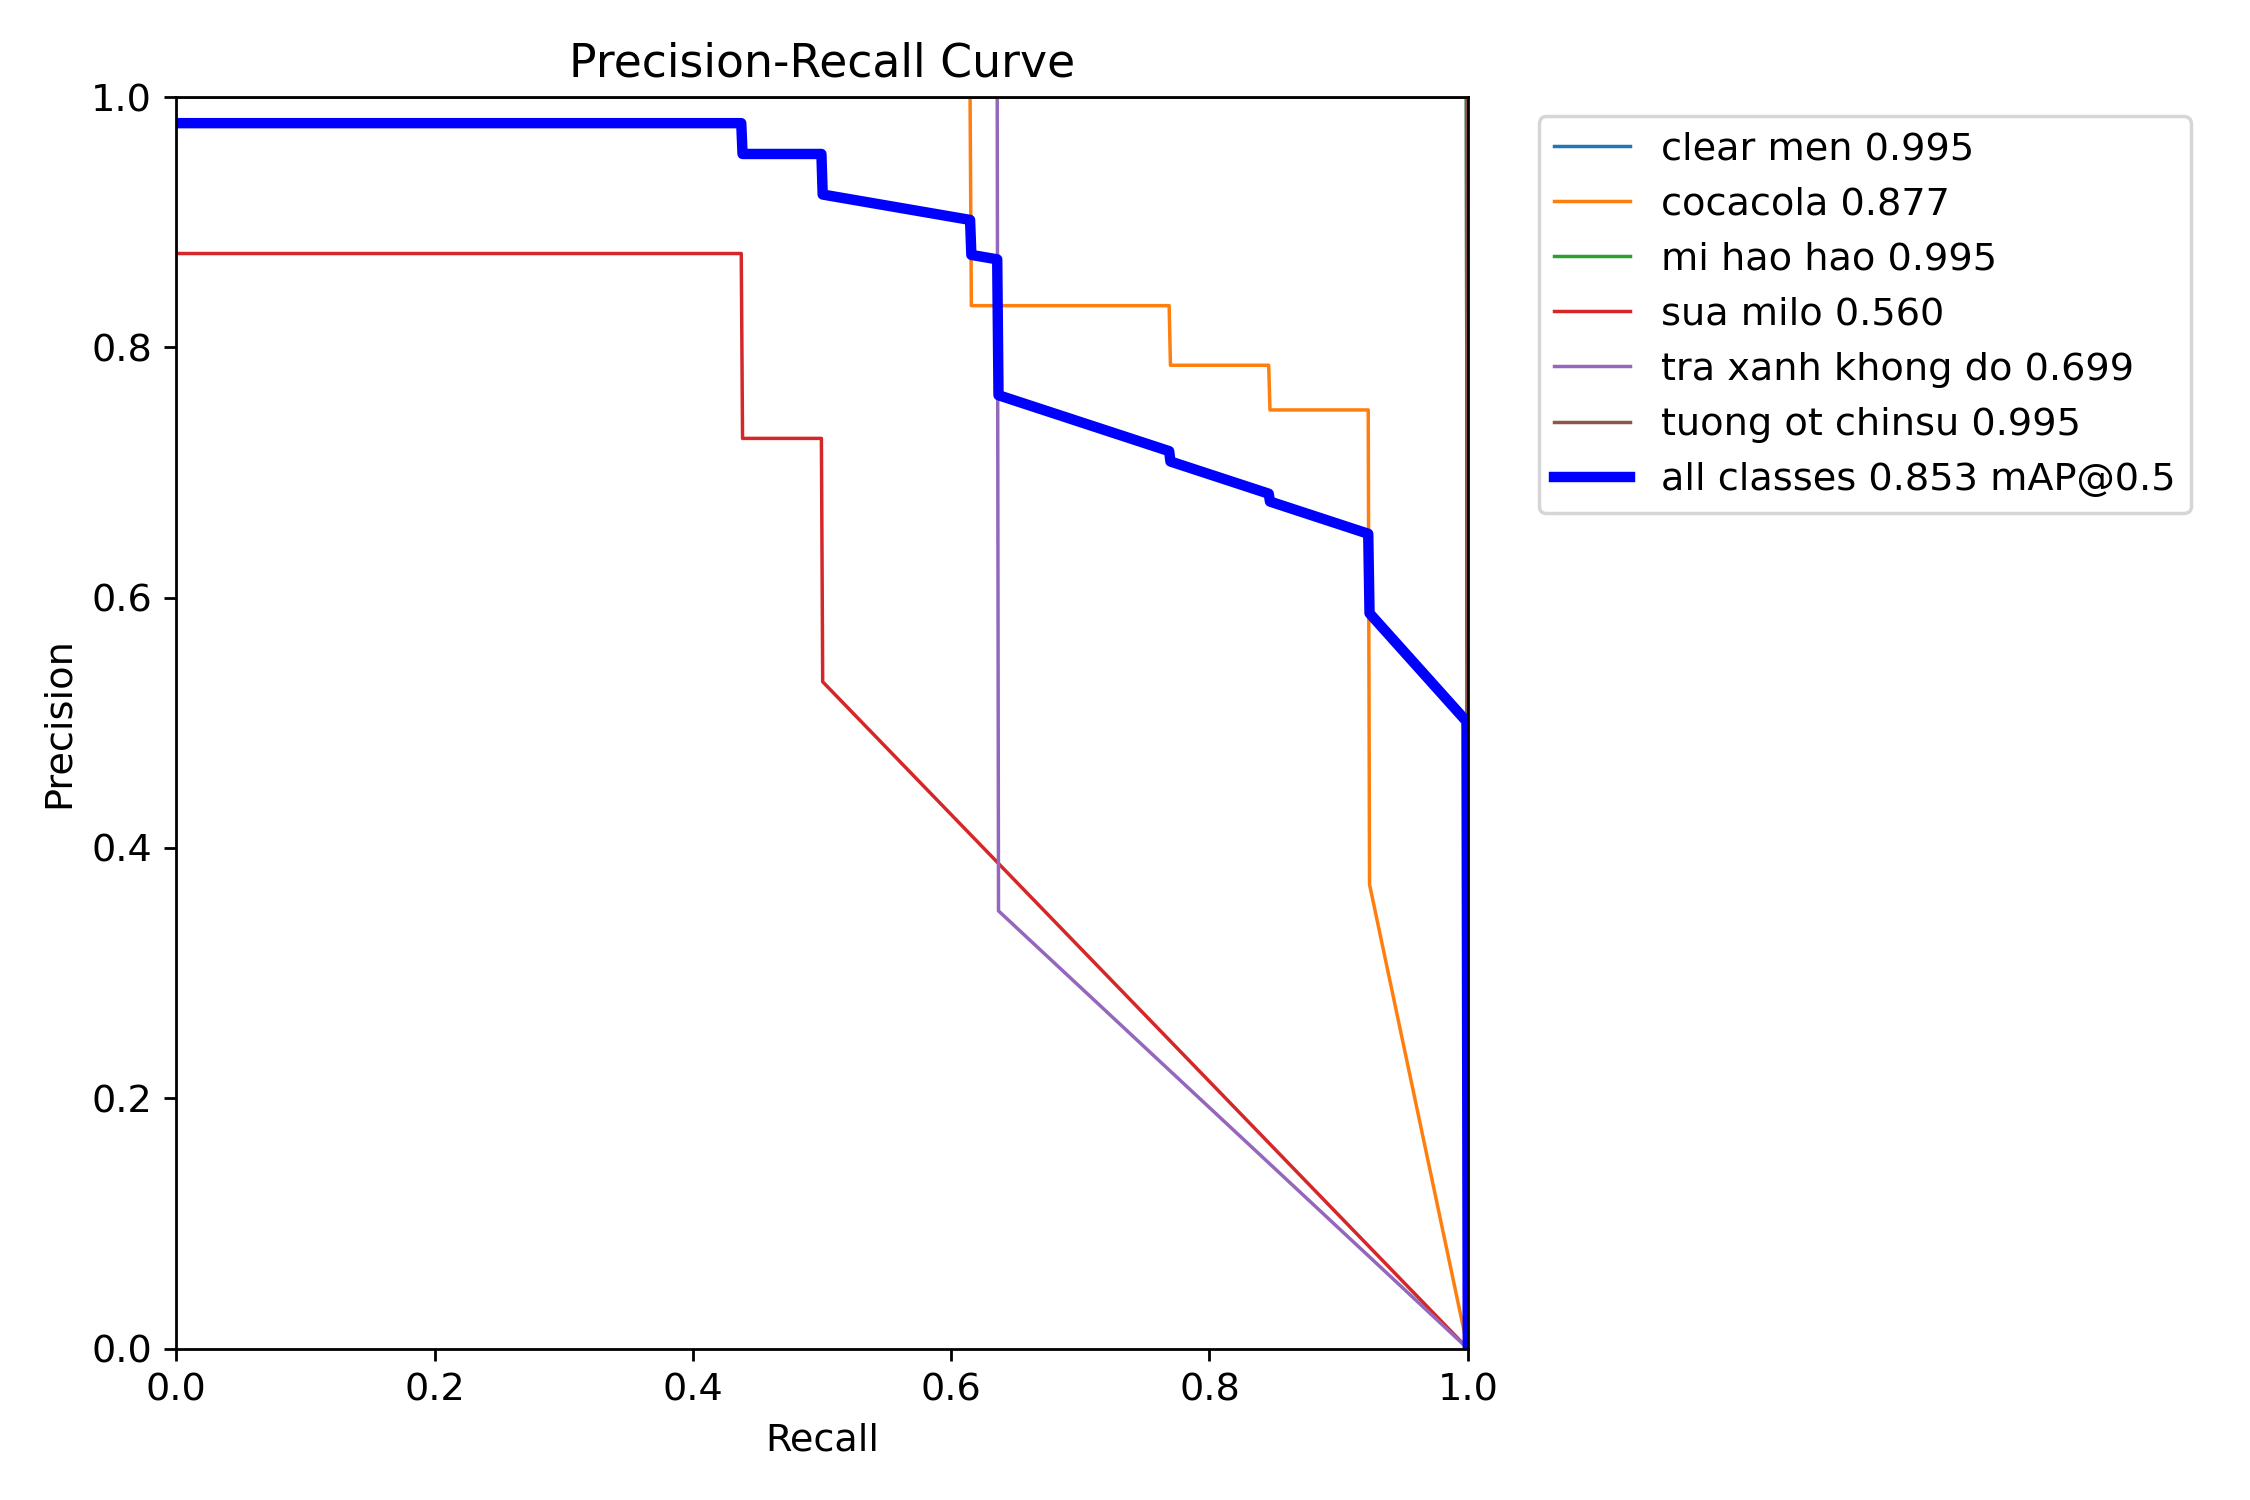 Precision-Recall Curve
1.0
0.8
0.6
0.4
0.2
0.0
Precision
0.0 0.2 0.4 0.6 0.8 1.0
Recall
clear men 0.995
cocacola 0.877
mi hao hao 0.995
sua milo 0.560
tra xanh khong do 0.699
tuong ot chinsu 0.995
all classes 0.853 mAP@0.5